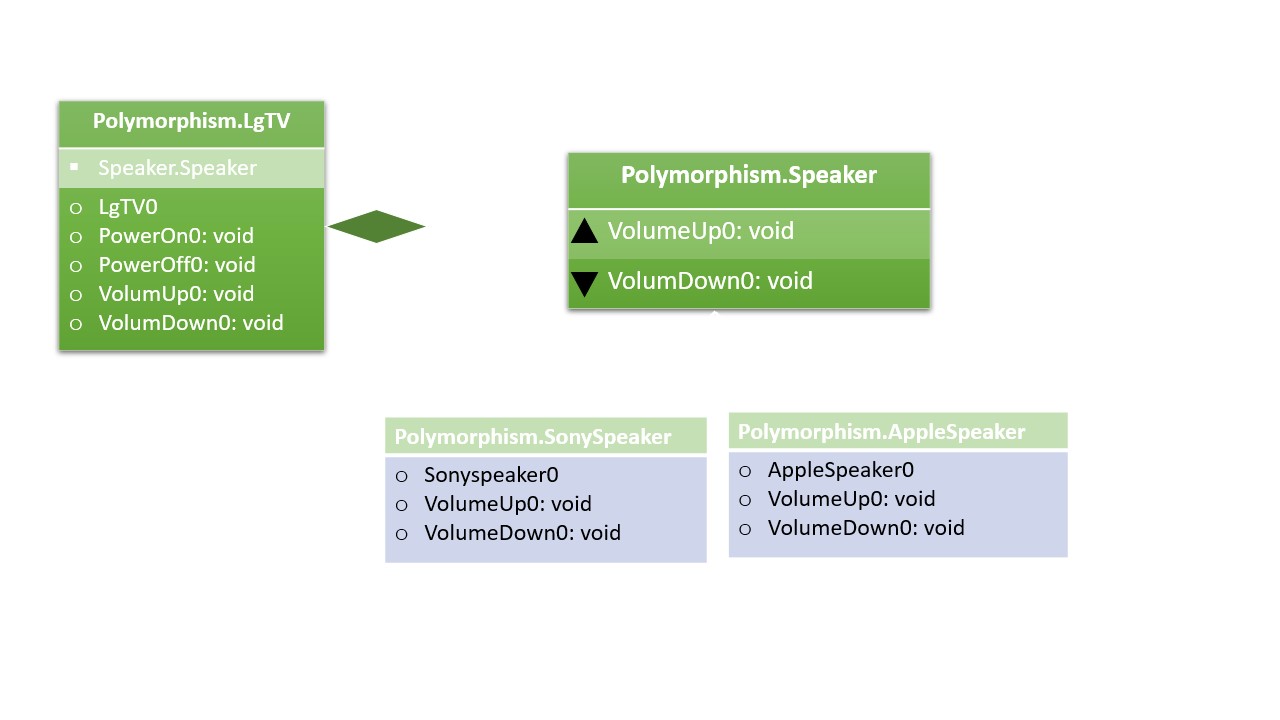 Polymorphism.LgTV
Speaker.Speaker
LgTV0
PowerOn0: void
PowerOff0: void
VolumUp0: void
VolumDown0: void
Polymorphism.Speaker
VolumeUp0: void
VolumDown0: void
Polymorphism.SonySpeaker
Sonyspeaker0
VolumeUp0: void
VolumeDown0: void
Polymorphism.AppleSpeaker
AppleSpeaker0
VolumeUp0: void
VolumeDown0: void